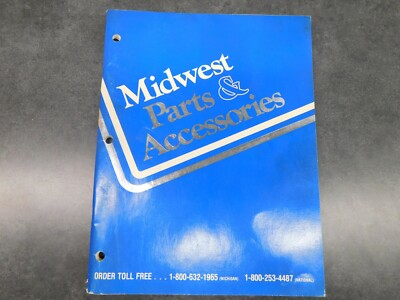 Midwest
Parts &
Accessories
ORDER TOLL FREE . . . 1-800-632-1965 (MICHIGAN) 1-800-253-4487 (NATIONAL)